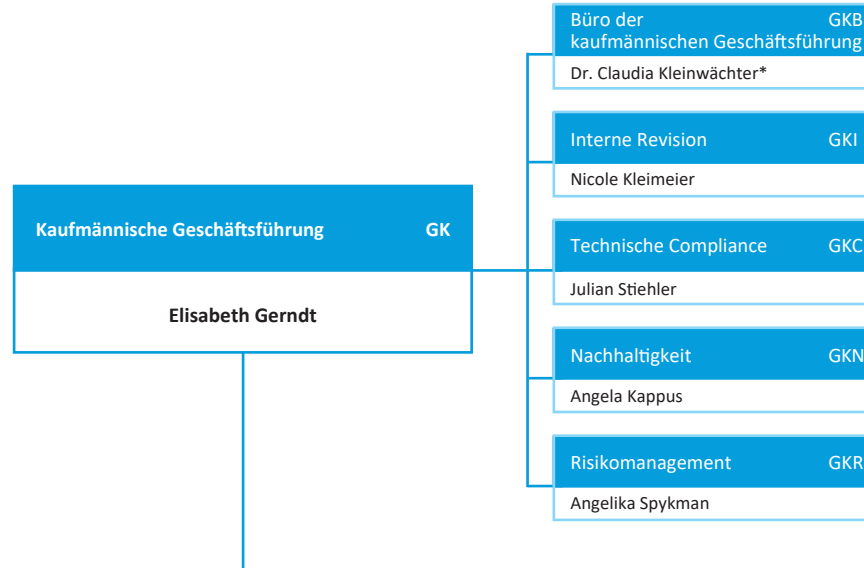 Büro der GKB
kaufmännischen Geschäftsführung
Dr. Claudia Kleinwächter*
Interne Revision GKI
Nicole Kleimeier
Kaufmännische Geschäftsführung GK
Elisabeth Gerndt
Technische Compliance GKC
Julian Stiehler
Nachhaltigkeit GKN
Angela Kappus
Risikomanagement GKR
Angelika Spykman